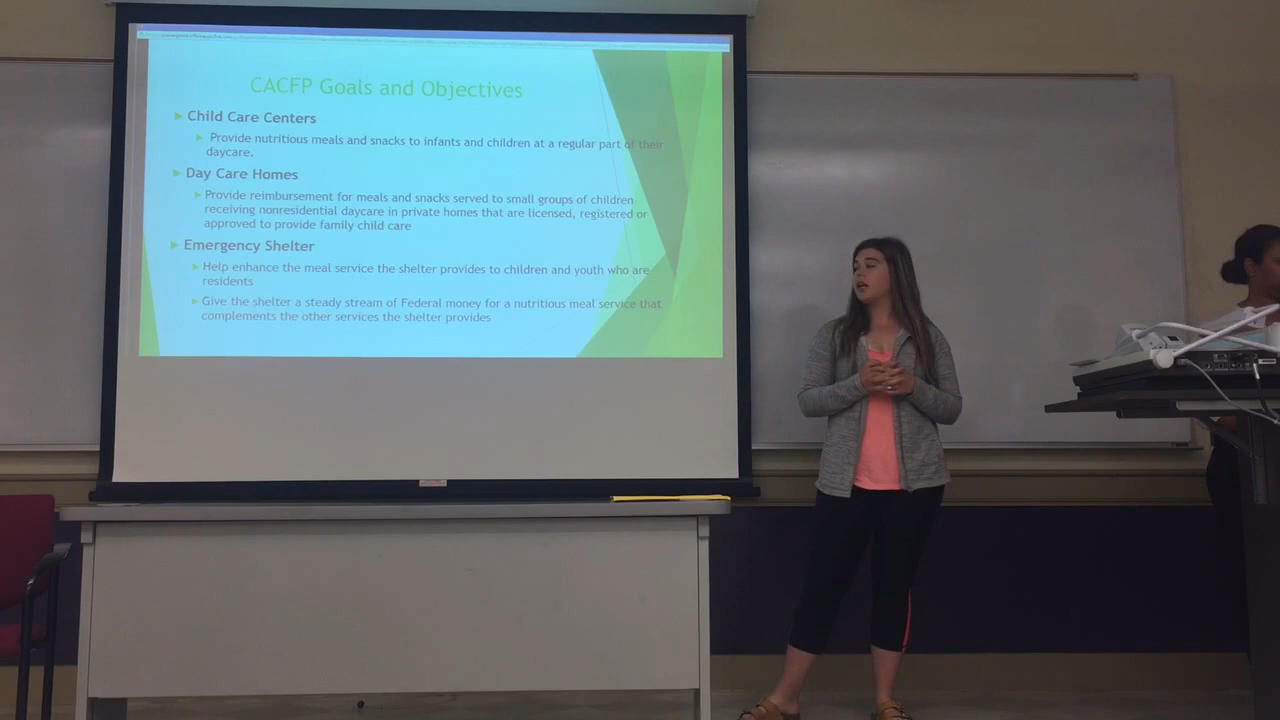 CACFP Goals and Objectives
Child Care Centers
Provide nutritious meals and snacks to infants and children at a regular part of their
daycare.
Day Care Homes
Provide reimbursement for meals and snacks served to small groups of children
receiving nonresidential daycare in private homes that are licensed, registered or
approved to provide family child care
Emergency Shelter
Help enhance the meal service the shelter provides to children and youth who are
residents
Give the shelter a steady stream of Federal money for a nutritious meal service that
complements the other services the shelter provides